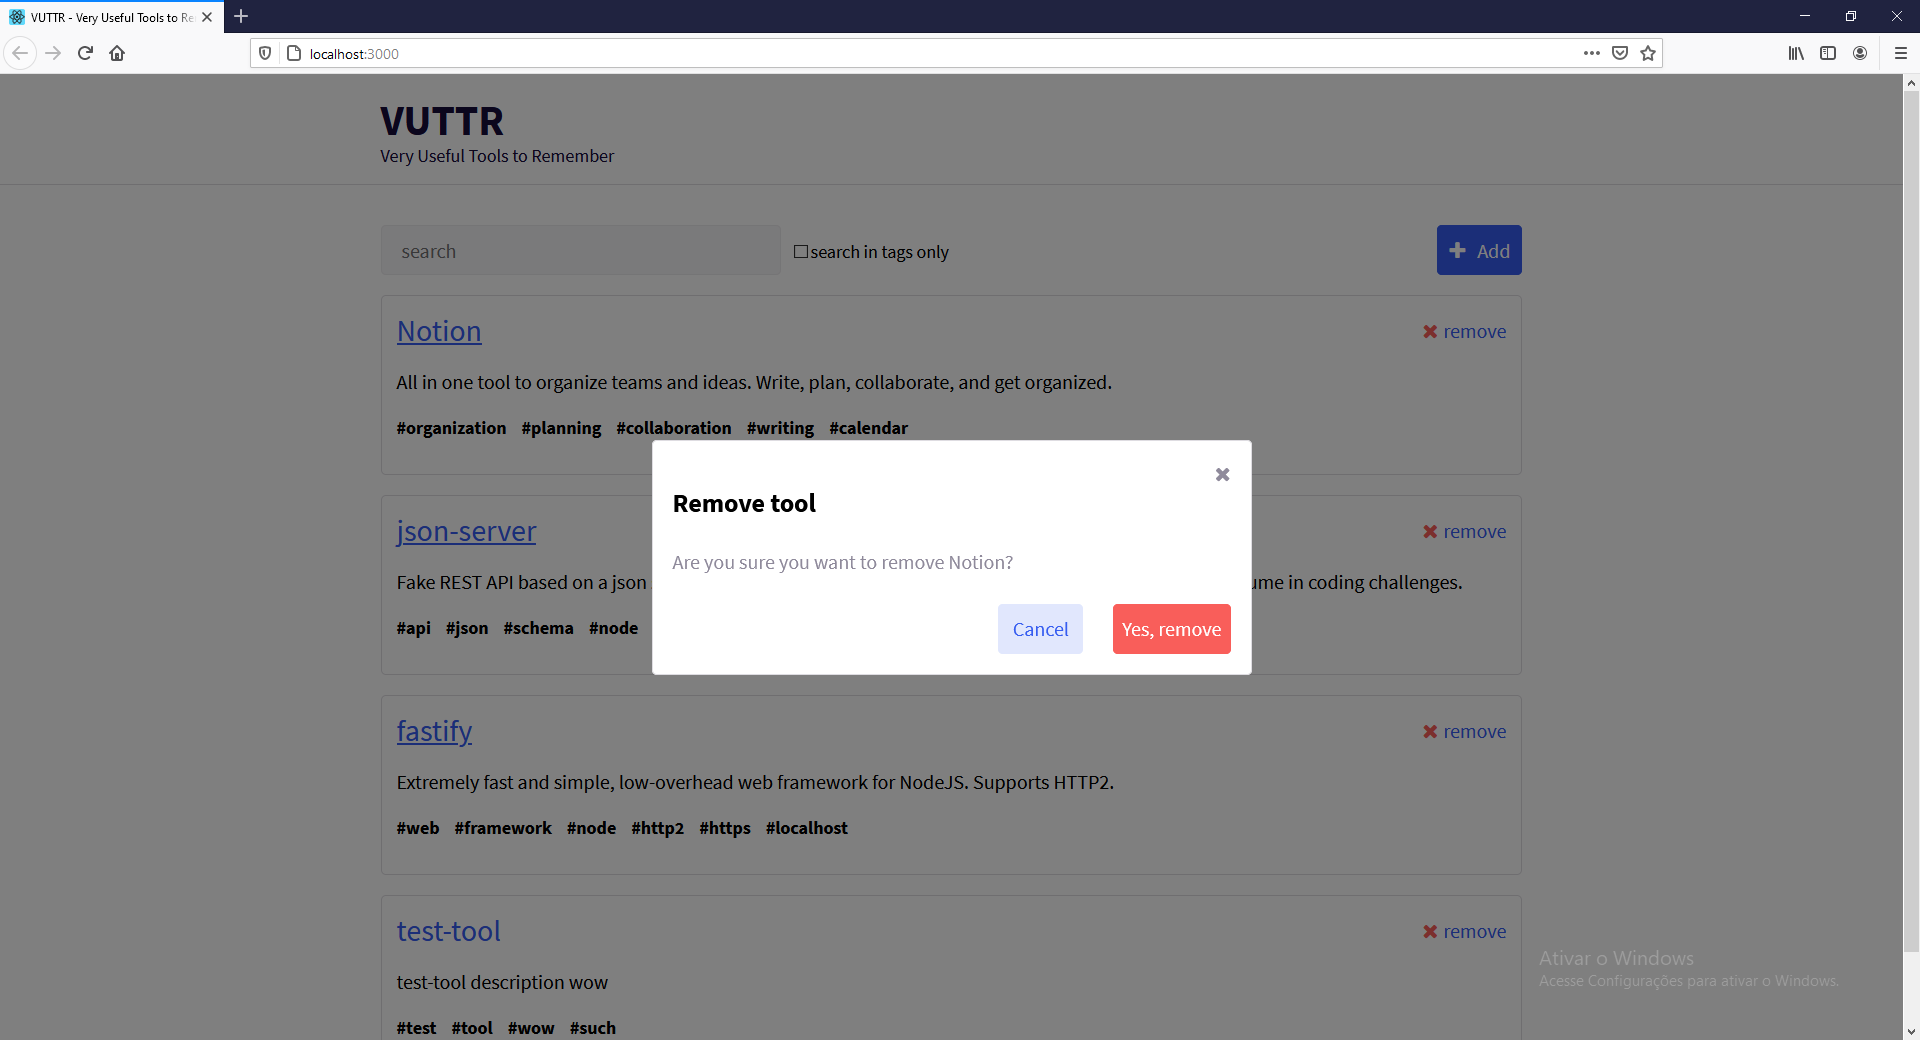 VUTTR - Very Useful Tools to Re
localhost:3000
VUTTR
Very Useful Tools to Remember
search
search in tags only
Add
Notion
remove
All in one tool to organize teams and ideas. Write, plan, collaborate, and get organized.
#organization #planning #collaboration #writing #calendar
Remove tool
Are you sure you want to remove Notion?
Cancel
Yes, remove
json-server
remove
Fake REST API based on a json
ume in coding challenges.
#api #json #schema #node
fastify
remove
Extremely fast and simple, low-overhead web framework for NodeJS. Supports HTTP2.
#web #framework #node #http2 #https #localhost
test-tool
remove
test-tool description wow
#test #tool #wow #such
Ativar o Windows
Acesse Configurações para ativar o Windows.